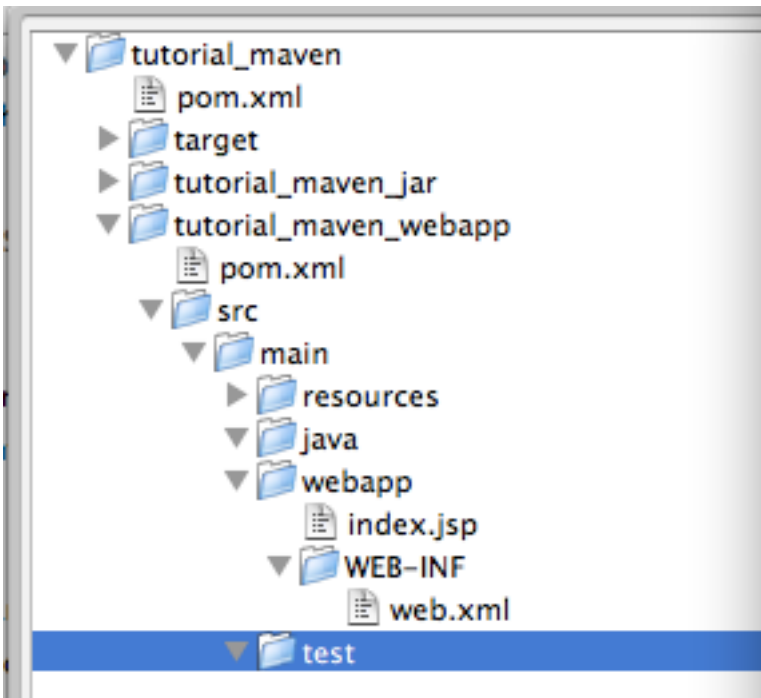 tutorial_maven
pom.xml
target
tutorial_maven_jar
tutorial_maven_webapp
pom.xml
src
main
resources
java
webapp
index.jsp
WEB-INF
web.xml
test